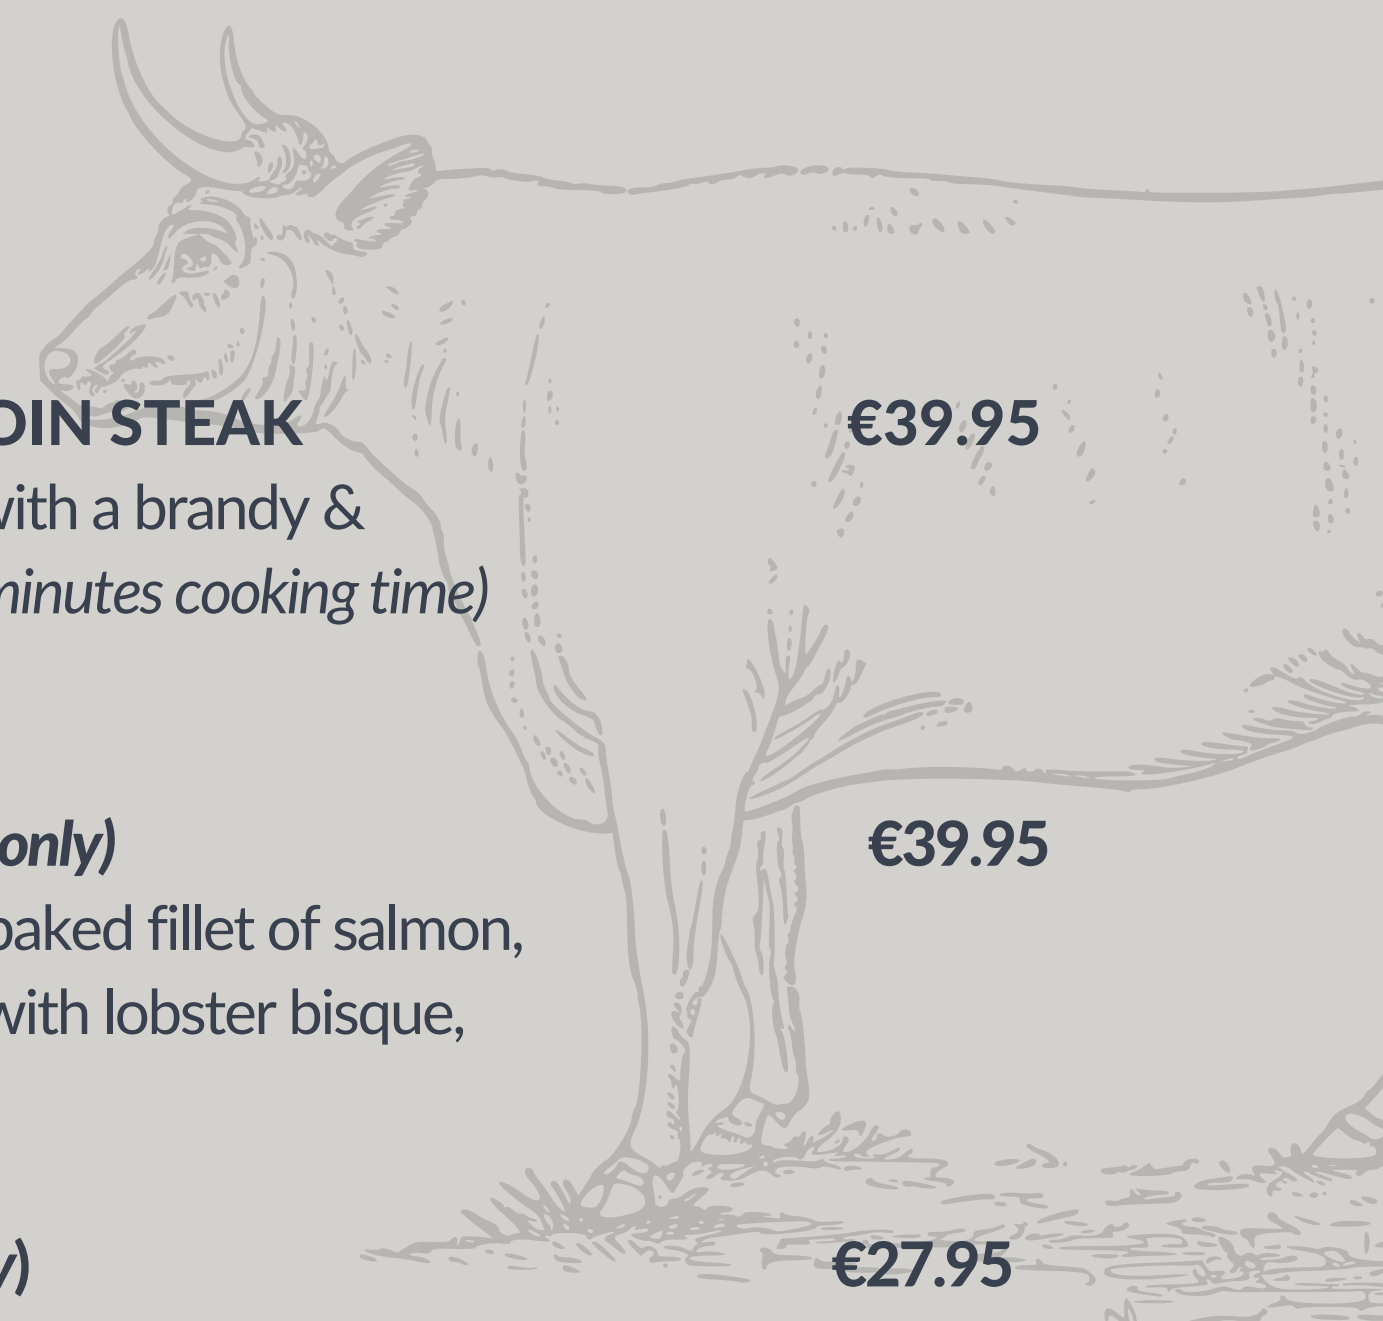 OIN STEAK €39.95
with a brandy &
minutes cooking time)
only) €39.95
baked fillet of salmon,
with lobster bisque,
y) €27.95